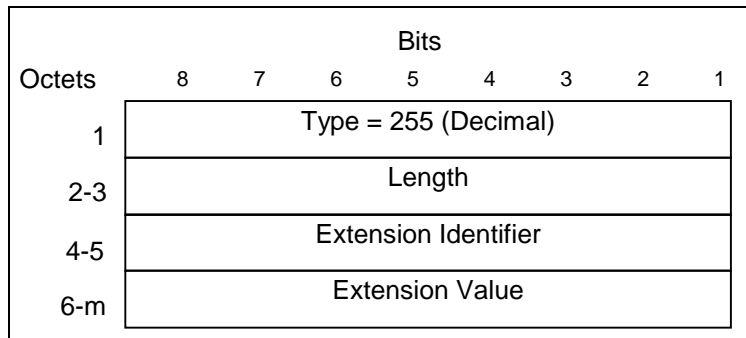 Bits
Octets 8 7 6 5 4 3 2 1
1 Type = 255 (Decimal)
2-3 Length
4-5 Extension Identifier
6-m Extension Value